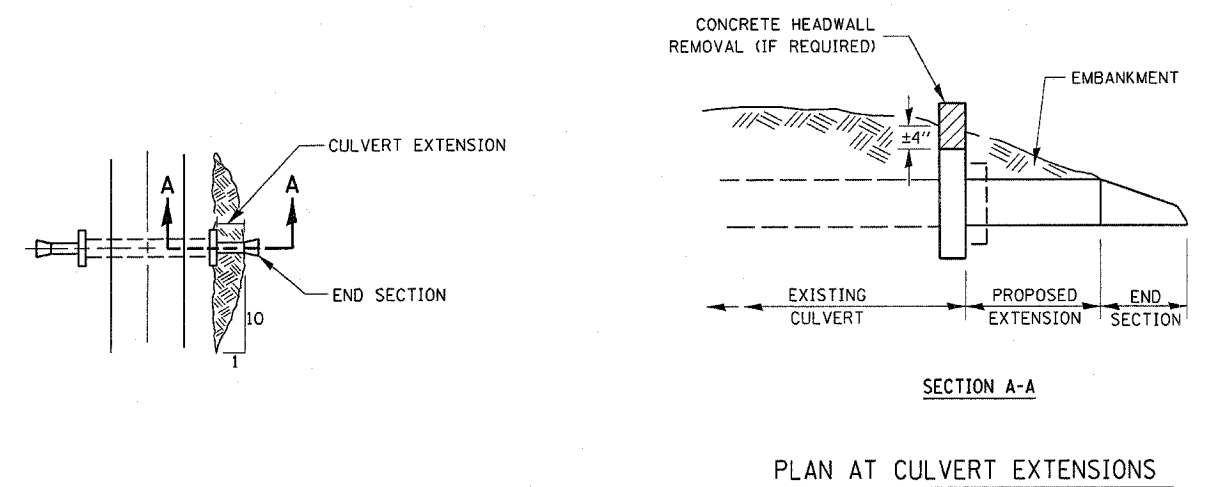 CONCRETE HEADWALL
REMOVAL (IF REQUIRED)
EMBANKMENT
±4"
CULVERT EXTENSION
A
A
END SECTION
10
1
EXISTING
CULVERT
PROPOSED
EXTENSION
END
SECTION
SECTION A-A
PLAN AT CULVERT EXTENSIONS